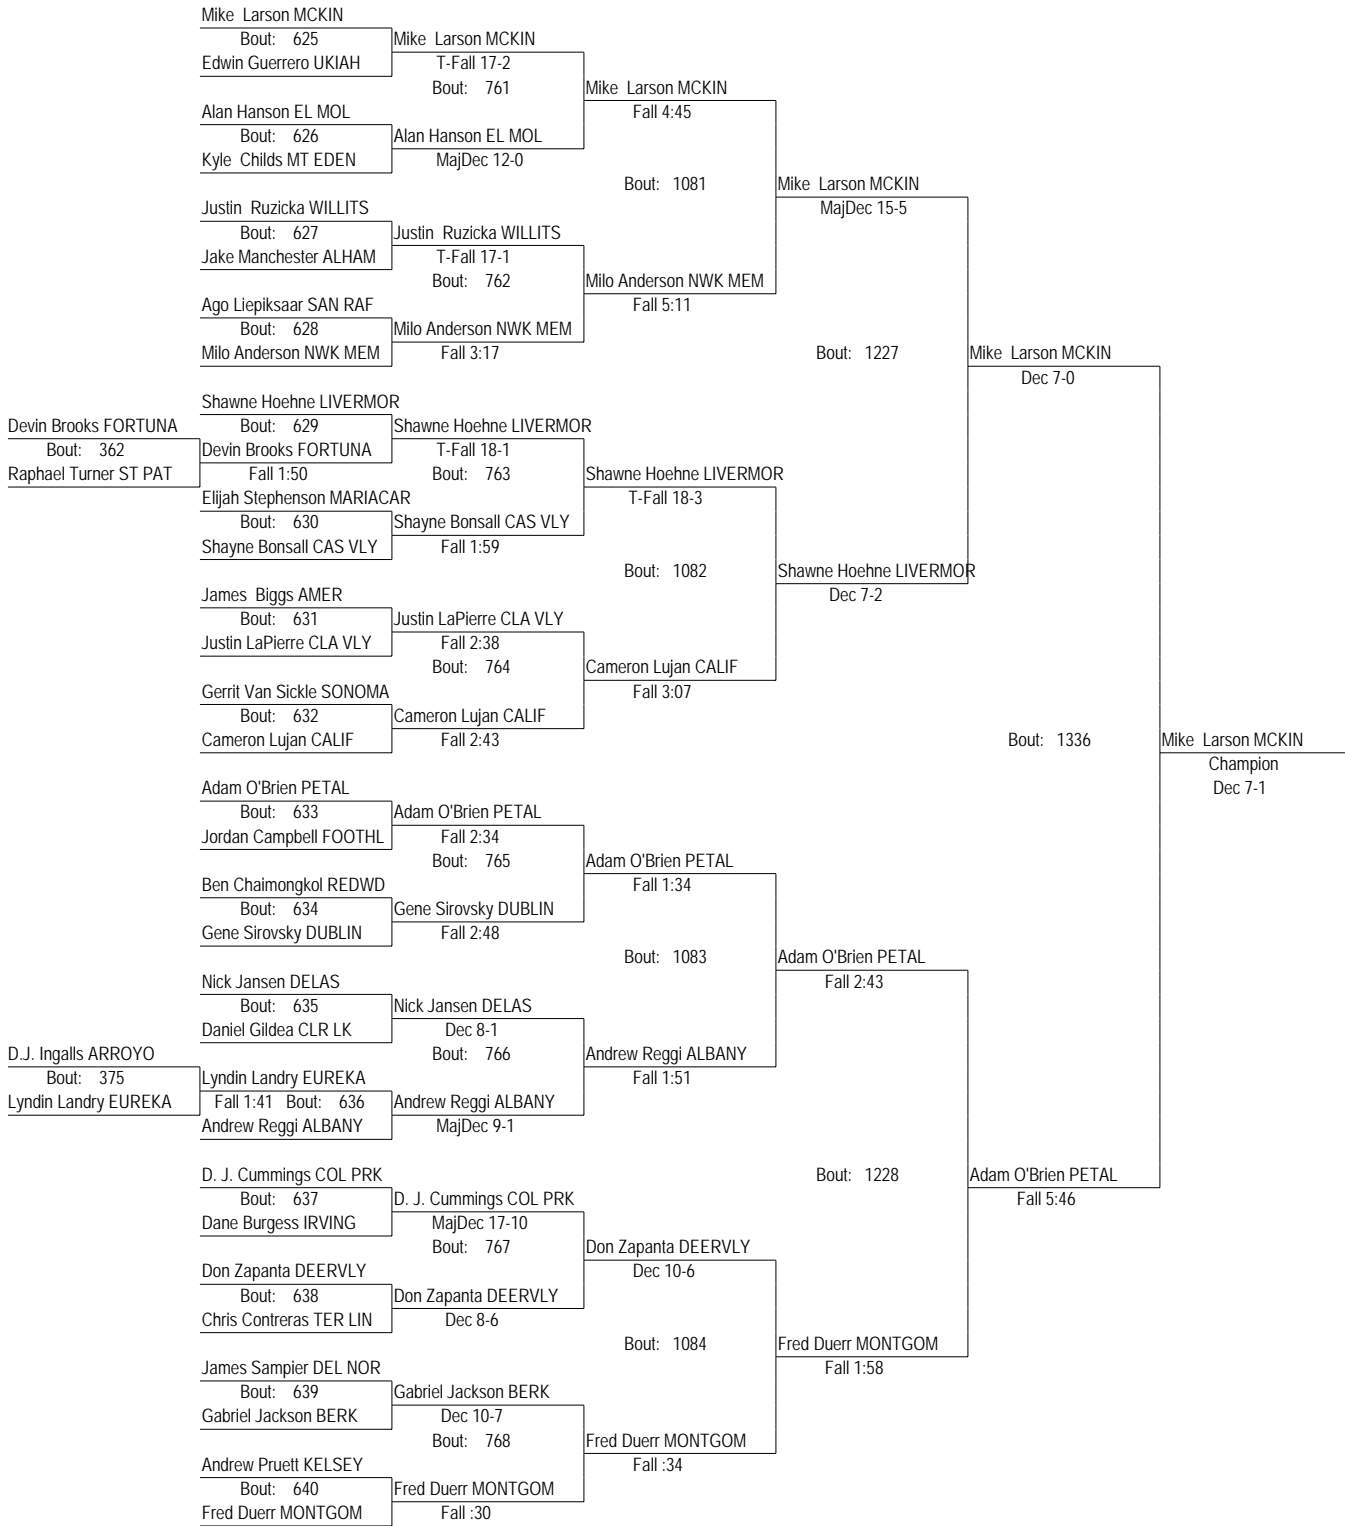 Mike Larson MCKIN
Bout: 625
Mike Larson MCKIN
Edwin Guerrero UKIAH
T-Fall 17-2
Bout: 761
Mike Larson MCKIN
Alan Hanson EL MOL
Fall 4:45
Bout: 626
Alan Hanson EL MOL
Kyle Childs MT EDEN
MajDec 12-0
Bout: 1081
Mike Larson MCKIN
Justin Ruzicka WILLITS
MajDec 15-5
Bout: 627
Justin Ruzicka WILLITS
Jake Manchester ALHAM
T-Fall 17-1
Bout: 762
Milo Anderson NWK MEM
Ago Liepiksaar SAN RAF
Fall 5:11
Bout: 628
Milo Anderson NWK MEM
Milo Anderson NWK MEM
Fall 3:17
Bout: 1227
Mike Larson MCKIN
Dec 7-0
Shawne Hoehne LIVERMOR
Devin Brooks FORTUNA
Bout: 629
Shawne Hoehne LIVERMOR
Bout: 362
Devin Brooks FORTUNA
T-Fall 18-1
Raphael Turner ST PAT
Fall 1:50
Bout: 763
Shawne Hoehne LIVERMOR
Elijah Stephenson MARIACAR
T-Fall 18-3
Bout: 630
Shayne Bonsall CAS VLY
Shayne Bonsall CAS VLY
Fall 1:59
Bout: 1082
Shawne Hoehne LIVERMOR
James Biggs AMER
Dec 7-2
Bout: 631
Justin LaPierre CLA VLY
Justin LaPierre CLA VLY
Fall 2:38
Bout: 764
Cameron Lujan CALIF
Gerrit Van Sickle SONOMA
Fall 3:07
Bout: 632
Cameron Lujan CALIF
Cameron Lujan CALIF
Fall 2:43
Bout: 1336
Mike Larson MCKIN
Champion
Dec 7-1
Adam O'Brien PETAL
Bout: 633
Adam O'Brien PETAL
Jordan Campbell FOOTHL
Fall 2:34
Bout: 765
Adam O'Brien PETAL
Ben Chaimongkol REDWD
Fall 1:34
Bout: 634
Gene Sirovsky DUBLIN
Gene Sirovsky DUBLIN
Fall 2:48
Bout: 1083
Adam O'Brien PETAL
Nick Jansen DELAS
Fall 2:43
Bout: 635
Nick Jansen DELAS
Daniel Gildea CLR LK
Dec 8-1
D.J. Ingalls ARROYO
Bout: 766
Andrew Reggi ALBANY
Bout: 375
Lyndin Landry EUREKA
Fall 1:51
Lyndin Landry EUREKA
Fall 1:41 Bout: 636
Andrew Reggi ALBANY
Andrew Reggi ALBANY
MajDec 9-1
D. J. Cummings COL PRK
Bout: 1228
Adam O'Brien PETAL
Bout: 637
D. J. Cummings COL PRK
Fall 5:46
Dane Burgess IRVING
MajDec 17-10
Bout: 767
Don Zapanta DEERVLY
Don Zapanta DEERVLY
Dec 10-6
Bout: 638
Don Zapanta DEERVLY
Chris Contreras TER LIN
Dec 8-6
Bout: 1084
Fred Duerr MONTGOM
James Sampier DEL NOR
Fall 1:58
Bout: 639
Gabriel Jackson BERK
Gabriel Jackson BERK
Dec 10-7
Bout: 768
Fred Duerr MONTGOM
Andrew Pruett KELSEY
Fall :34
Bout: 640
Fred Duerr MONTGOM
Fred Duerr MONTGOM
Fall :30